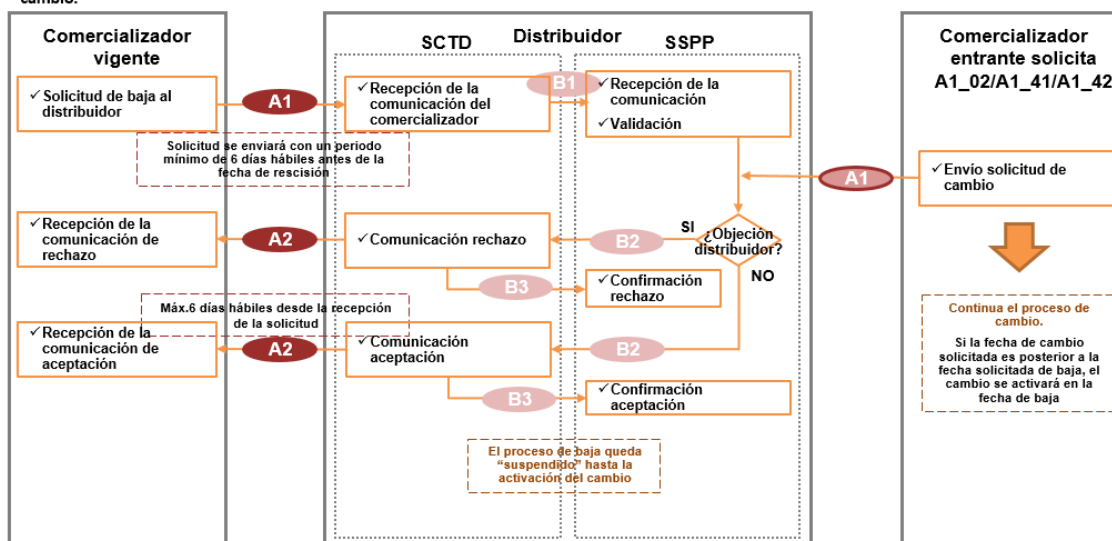 cambio.
Comercializador
vigente
✓ Solicitud de baja al
distribuidor
A1
Solicitud se enviará con un periodo
mínimo de 6 días hábiles antes de la
fecha de rescisión
✓ Recepción de la
comunicación de
rechazo
A2
Máx.6 días hábiles desde la recepción
de la solicitud
✓ Recepción de la
comunicación de
aceptación
A2
Distribuidor
SCTD
SSPP
✓ Recepción de la
comunicación del
comercializador
B1
✓ Recepción de la
comunicación
✓ Validación
✓ Comunicación rechazo
B2
SI
¿Objeción
distribuidor?
NO
B3
✓ Confirmación
rechazo
✓ Comunicación
aceptación
B2
B3
✓ Confirmación
aceptación
El proceso de baja queda
“suspendido” hasta la
activación del cambio
Comercializador
entrante solicita
A1_02/A1_41/A1_42
A1
✓ Envío solicitud de
cambio
Continua el proceso de
cambio.
Si la fecha de cambio
solicitada es posterior a la
fecha solicitada de baja, el
cambio se activará en la
fecha de baja